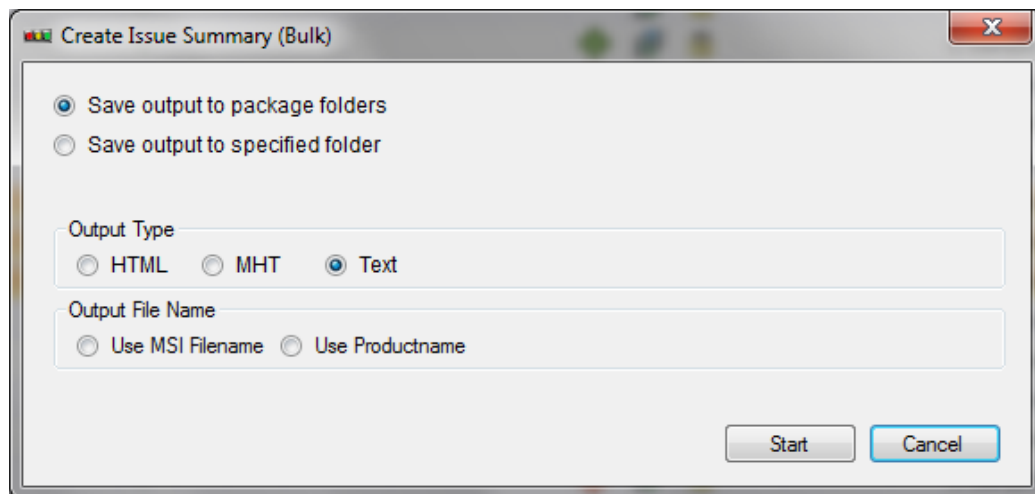 Create Issue Summary (Bulk)
Save output to package folders
Save output to specified folder
Output Type
HTML MHT Text
Output File Name
Use MSI Filename Use Productname
Start Cancel